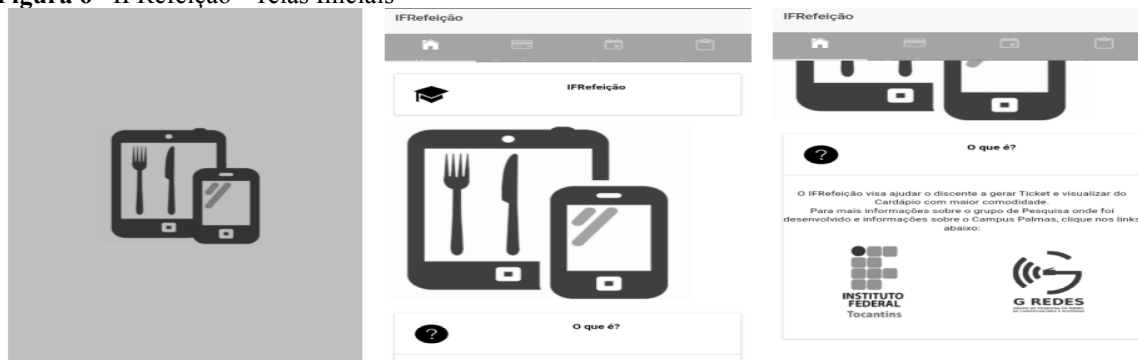 Figura 6 - IFRefeição - Telas Iniciais
IFRefeição
IFRefeição
O que é?
IFRefeição
O que é?
O IFRefeição visa ajudar o discente a gerar Ticket e visualizar do
Cardápio com maior comodidade.
Para mais informações sobre o grupo de Pesquisa onde foi
desenvolvido e informações sobre o Campus Palmas, clique nos links
abaixo:
INSTITUTO
FEDERAL
Tocantins
G REDES